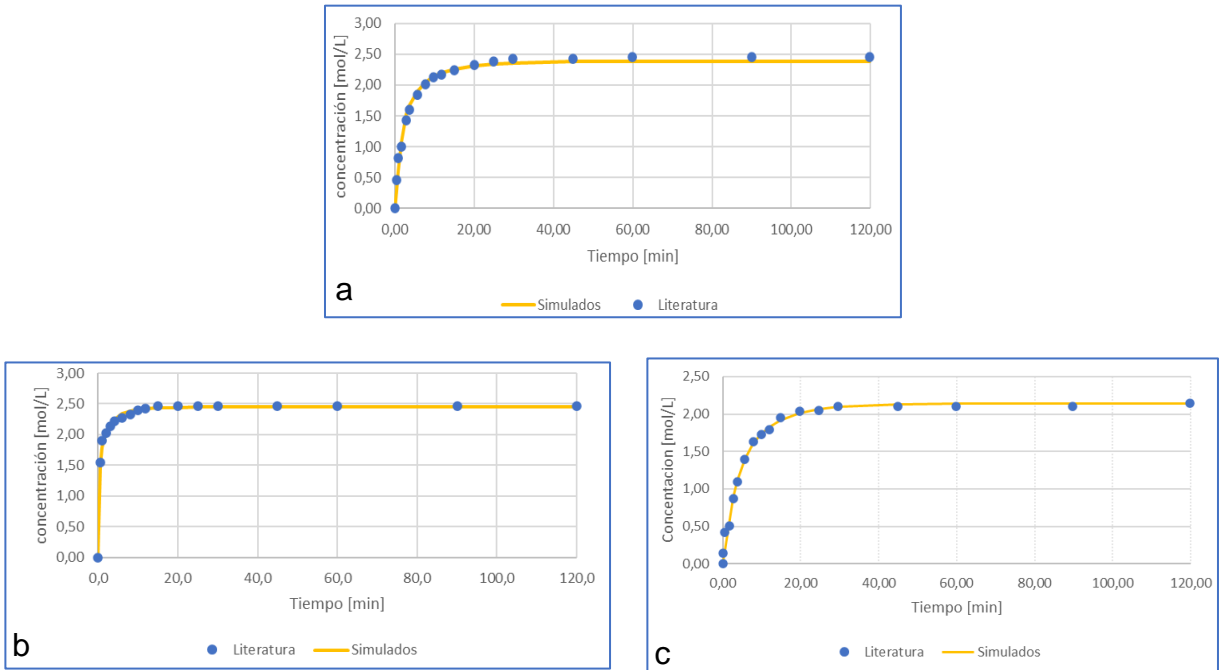 concentración [mol/L]
3,00
2,50
2,00
1,50
1,00
0,50
0,00
0,00 20,00 40,00 60,00 80,00 100,00 120,00
Tiempo [min]
a
Simulados Literatura
concentración [mol/L]
3,00
2,50
2,00
1,50
1,00
0,50
0,00
0,0 20,0 40,0 60,0 80,0 100,0 120,0
Tiempo [min]
b
Literatura Simulados
Concentacion [mol/L]
2,50
2,00
1,50
1,00
0,50
0,00
0,00 20,00 40,00 60,00 80,00 100,00 120,00
Tiempo [min]
c
Literatura Simulados